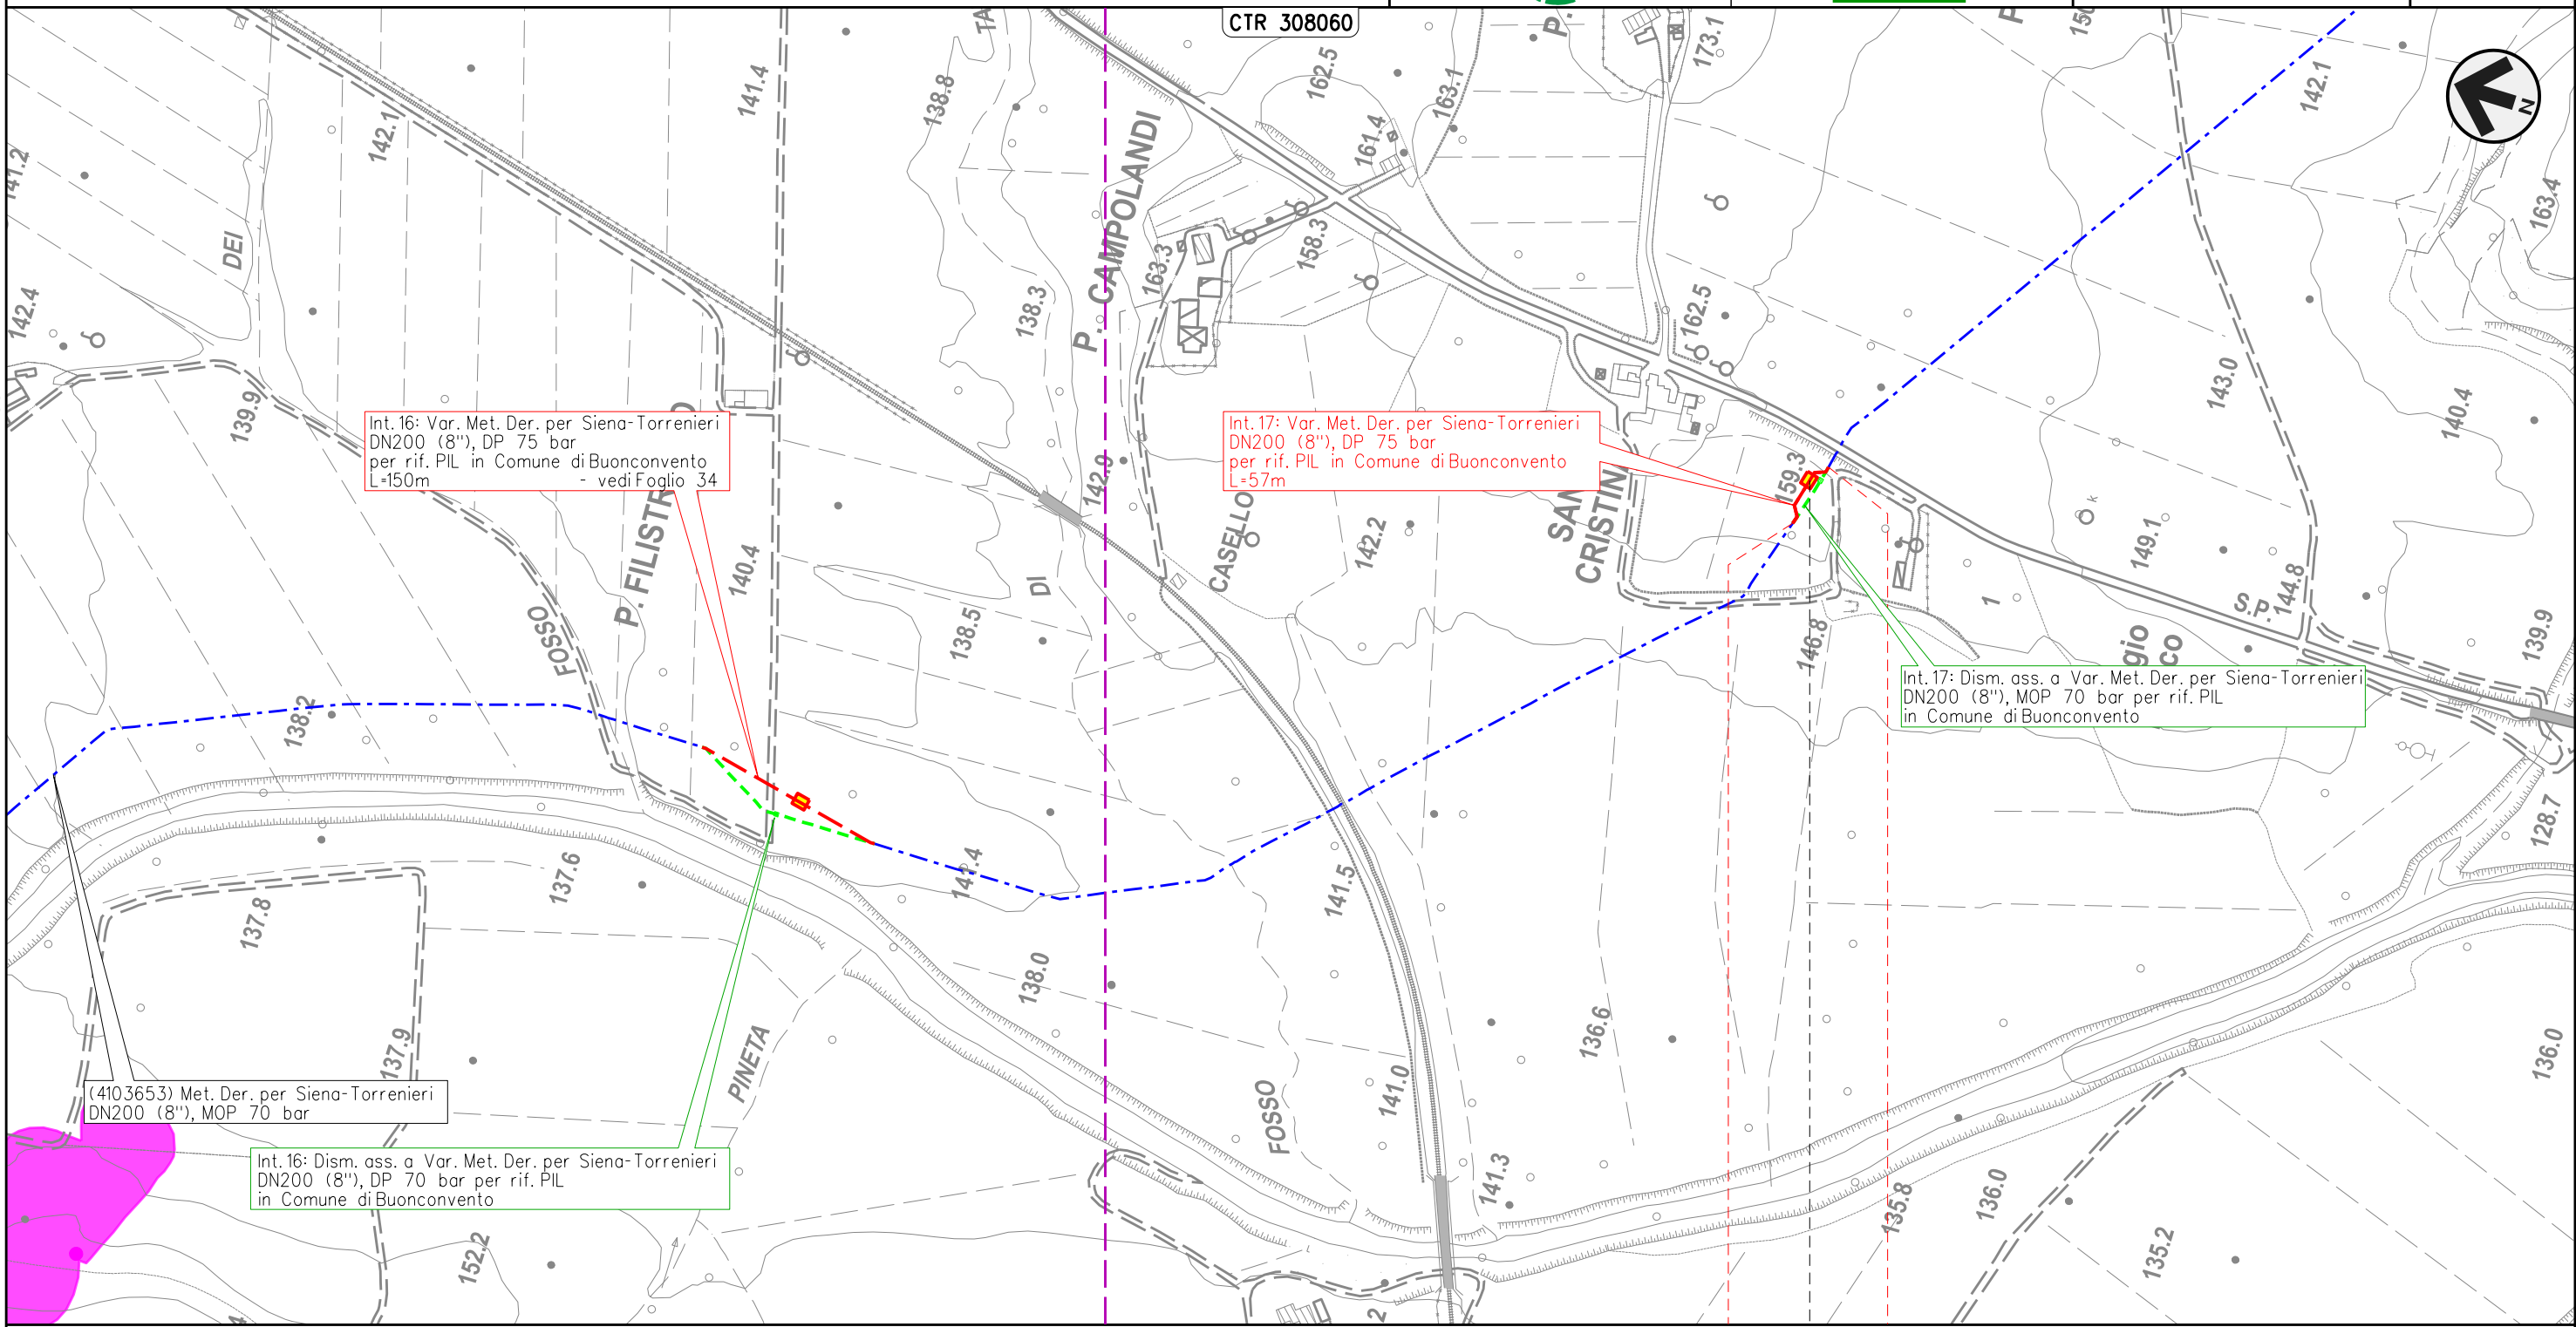 CTR 308060
TA
P.
173.1
P
150
162.5
163.1
141.4
138.8
142.1
142.1
161.4
N
141.2
DEI
P. CAMPOLANDI
163.3
158.3
163.4
138.3
142.4
162.5
139.9
143.0
140.4
Int.16: Var. Met. Der. per Siena-Torrenieri
DN200 (8"), DP 75 bar
per rif. PIL in Comune di Buonconvento
L=150m - vedi Foglio 34
Int.17: Var. Met. Der. per Siena-Torrenieri
DN200 (8"), DP 75 bar
per rif. PIL in Comune di Buonconvento
L=57m
142.9
159.3
k
P. FILISTR
CASELLO
SAN
CRISTIN
142.2
149.1
140.4
DI
FOSSO
138.5
1
S.P.
144.8
139.9
146.8
gio
co
Int.17: Dism. ass. a Var. Met. Der. per Siena-Torrenieri
DN200 (8"), MOP 70 bar per rif. PIL
in Comune di Buonconvento
138.2
128.7
137.6
141.4
141.5
137.8
138.0
136.6
137.9
PINETA
141.0
136.0
FOSSO
(4103653) Met. Der. per Siena-Torrenieri
DN200 (8"), MOP 70 bar
Int.16: Dism. ass. a Var. Met. Der. per Siena-Torrenieri
DN200 (8"), DP 70 bar per rif. PIL
in Comune di Buonconvento
141.3
136.0
135.8
152.2
135.2
4
2